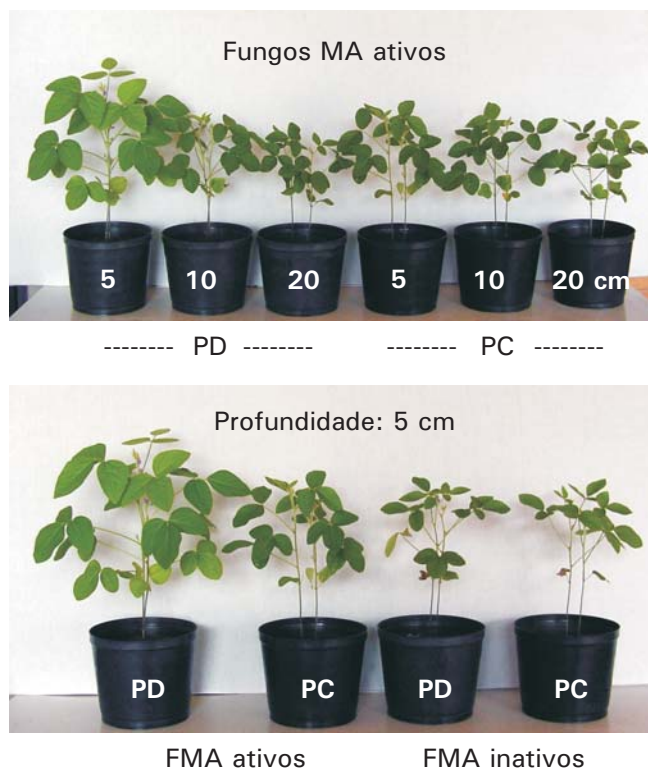 Fungos MA ativos
5 10 20 5 10 20 cm
-------- PD -------- -------- PC --------
Profundidade: 5 cm
PD PC PD PC
FMA ativos FMA inativos